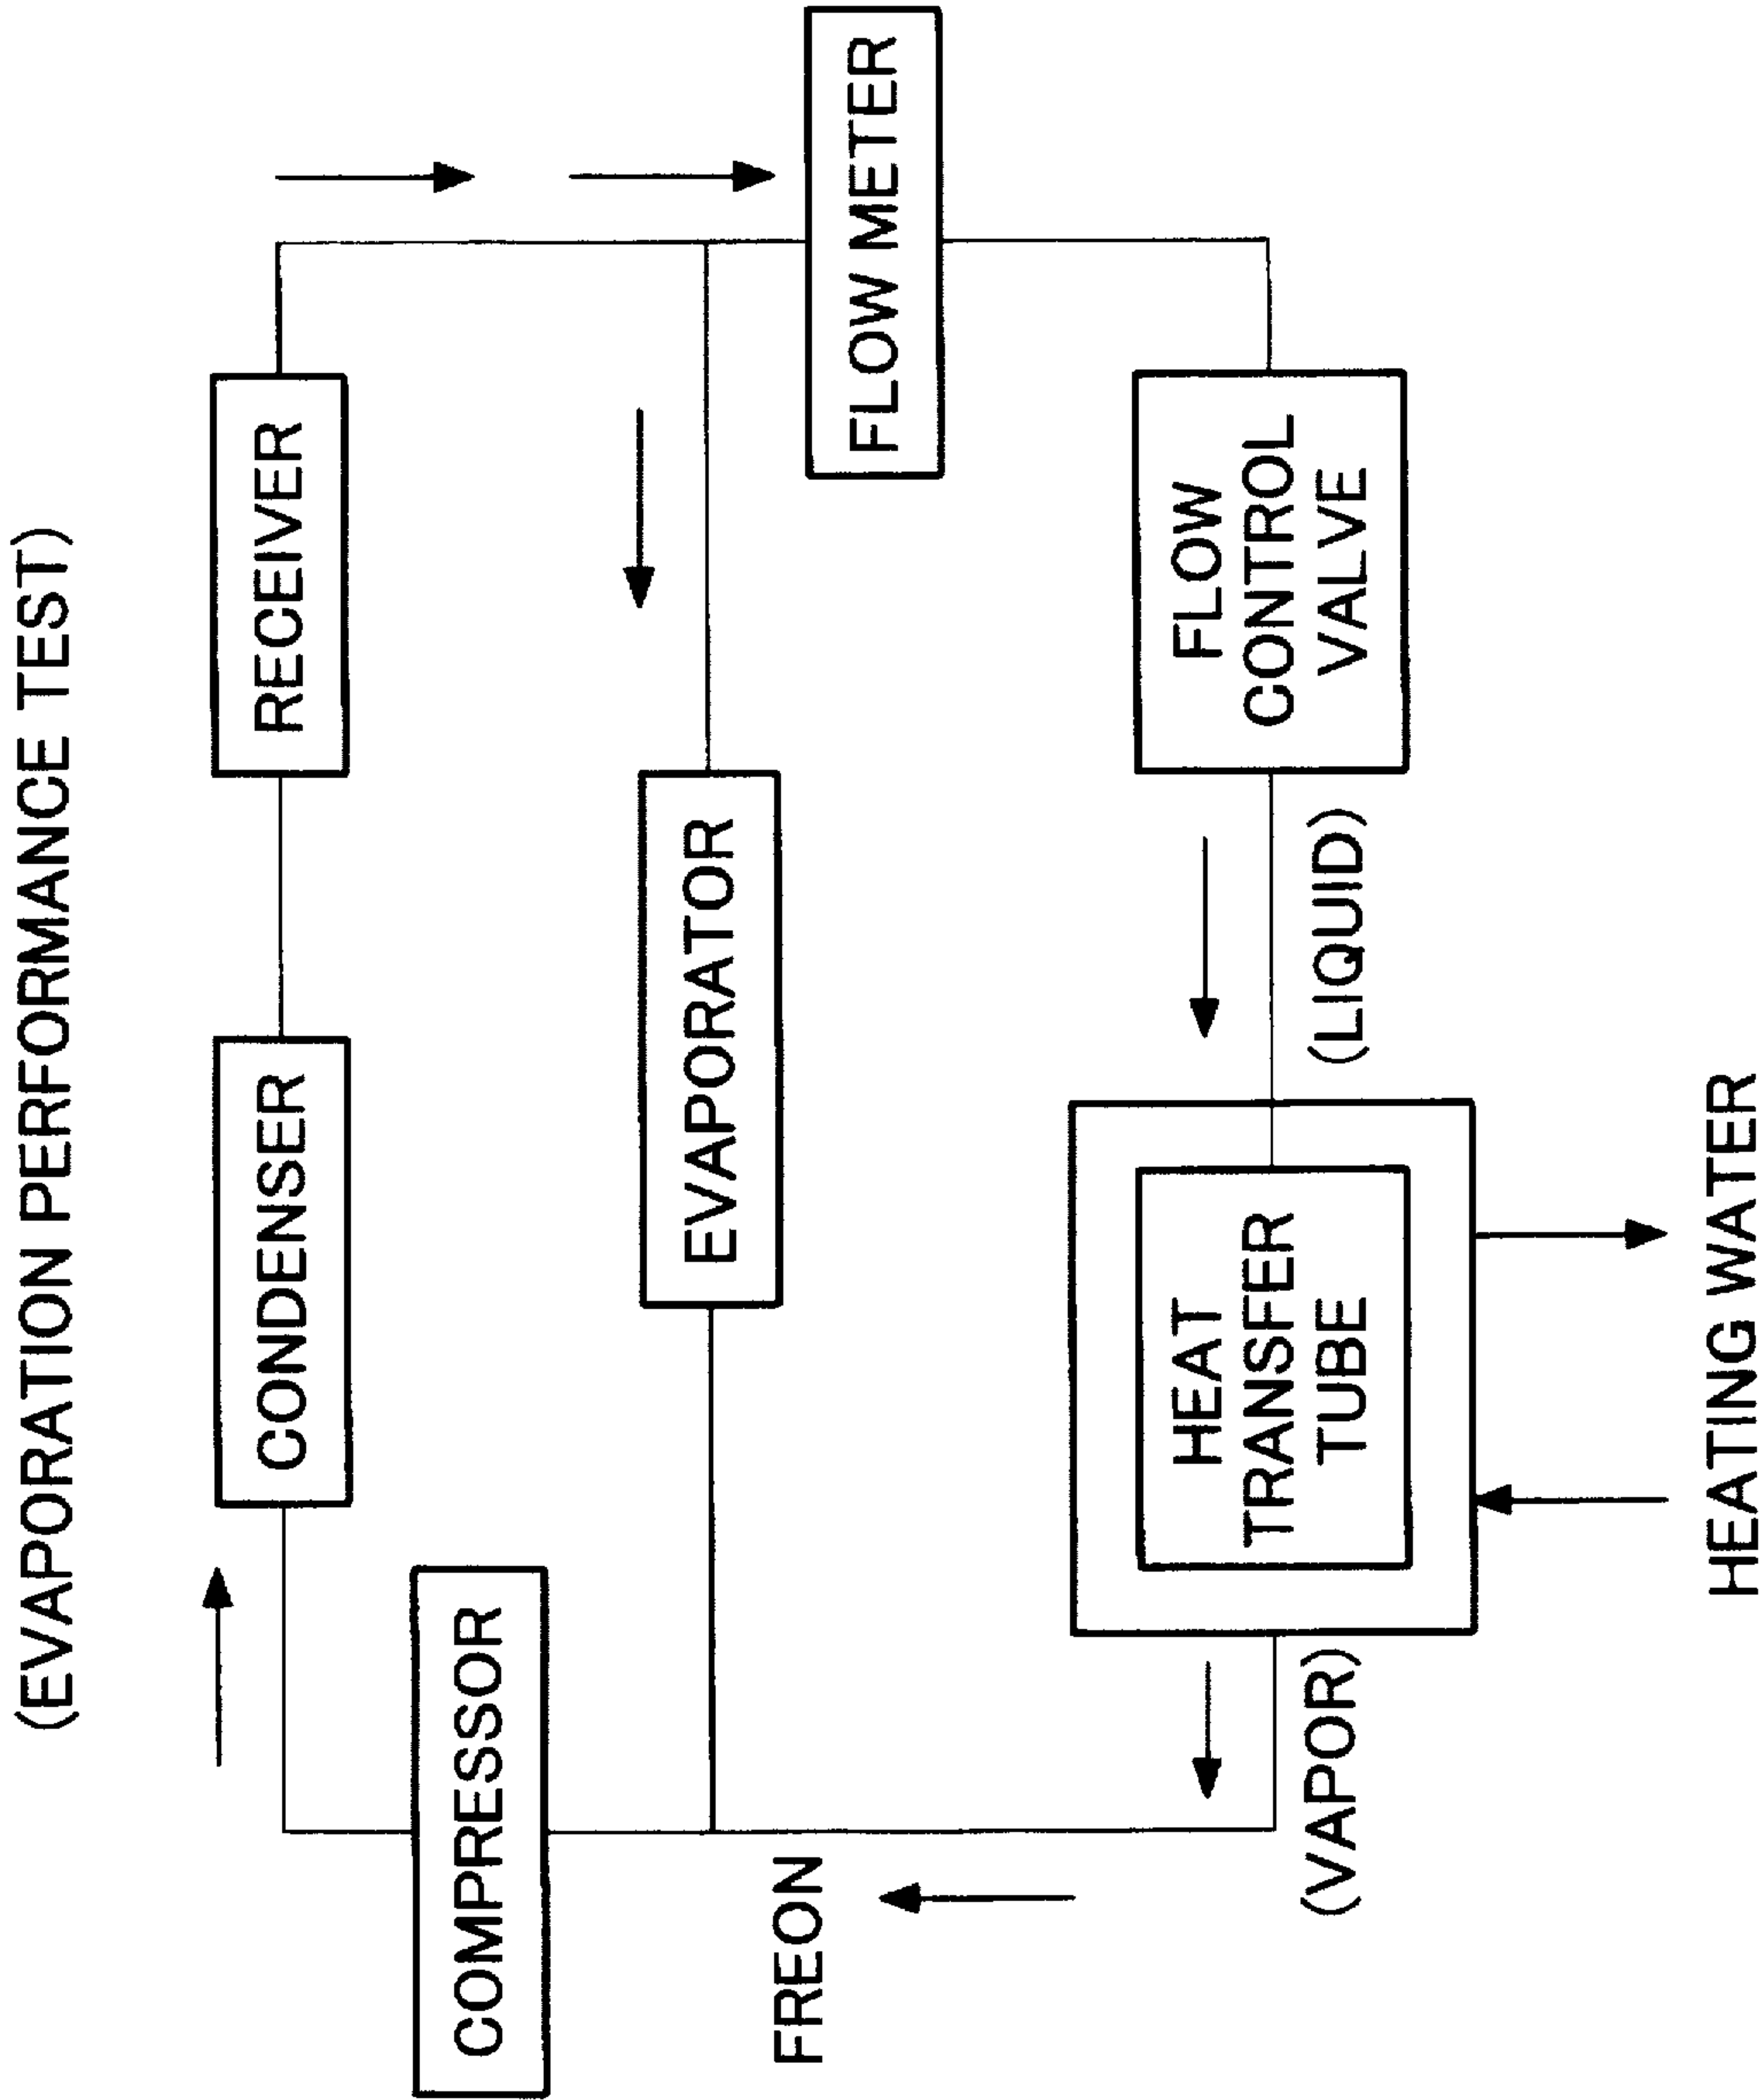 (EVAPORATION PERFORMANCE TEST)
COMPRESSOR
CONDENSER
RECEIVER
EVAPORATOR
FREON
FLOW METER
HEAT
TRANSFER
TUBE
FLOW
CONTROL
VALVE
(VAPOR)
(LIQUID)
HEATING WATER